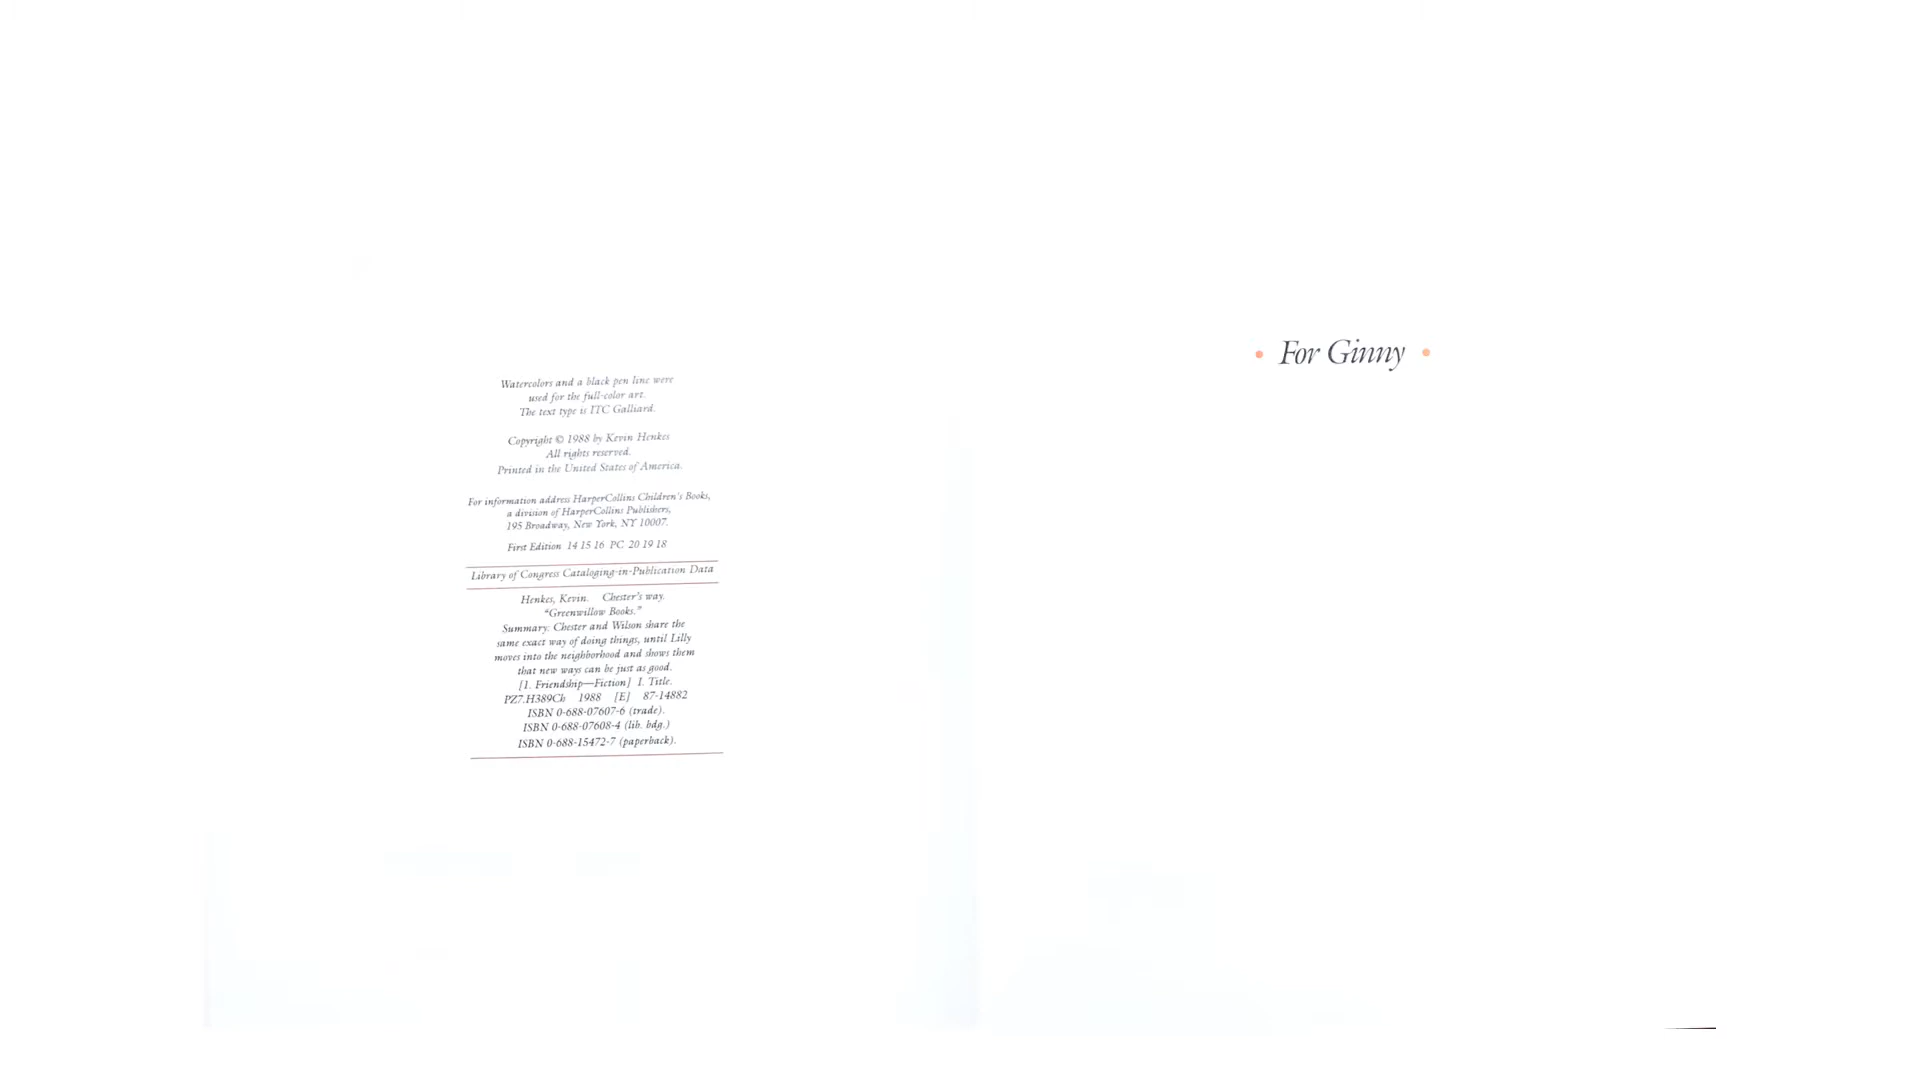 Watercolors and a black pen line were
used for the full-color art.
The text type is ITC Galliard.
Copyright © 1988 by Kevin Henkes
All rights reserved.
Printed in the United States of America.
For information address HarperCollins Children's Books,
a division of HarperCollins Publishers,
195 Broadway, New York, NY 10007.
First Edition 14 15 16 PC 20 19 18
Library of Congress Cataloging-in-Publication Data
Henkes, Kevin. Chester's way.
"Greenwillow Books."
Summary: Chester and Wilson share the
same exact way of doing things, until Lilly
moves into the neighborhood and shows them
that new ways can be just as good.
[1. Friendship—Fiction] I. Title.
PZ7.H389Ch 1988 [E] 87-14882
ISBN 0-688-07607-6 (trade).
ISBN 0-688-07608-4 (lib. bdg.)
ISBN 0-688-15472-7 (paperback).
• For Ginny •